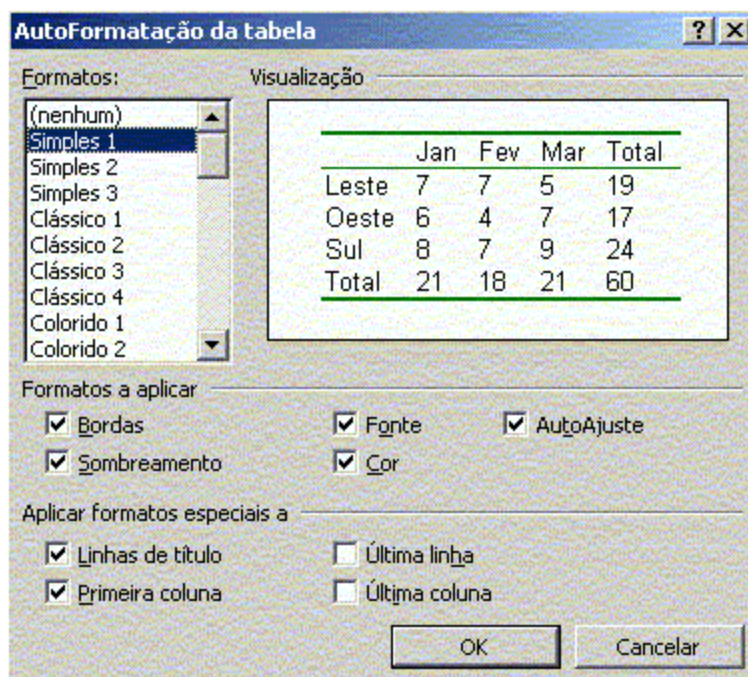 AutoFormatação da tabela
Formatos:
(nenhum)
Simples 1
Simples 2
Simples 3
Clássico 1
Clássico 2
Clássico 3
Clássico 4
Colorido 1
Colorido 2
Visualização
Jan Fev Mar Total
Leste 7 7 5 19
Oeste 6 4 7 17
Sul 8 7 9 24
Total 21 18 21 60
Formatos a aplicar
Bordas Fonte AutoAjuste
Sombreamento Cor
Aplicar formatos especiais a
Linhas de título Última linha
Primeira coluna Última coluna
OK Cancelar